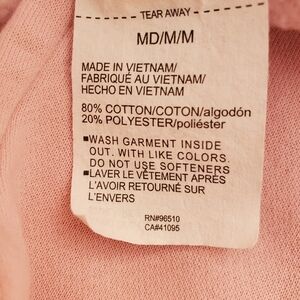 TEAR AWAY
MD/M/M
MADE IN VIETNAM/
FABRIQUÉ AU VIETNAM/
HECHO EN VIETNAM
80% COTTON/COTON/algodón
20% POLYESTER/poliéster
▪WASH GARMENT INSIDE
OUT. WITH LIKE COLORS.
DO NOT USE SOFTENERS
▪LAVER LE VÊTEMENT APRÈS
L'AVOIR RETOURNÉ SUR
L'ENVERS
RN#96510
CA#41095